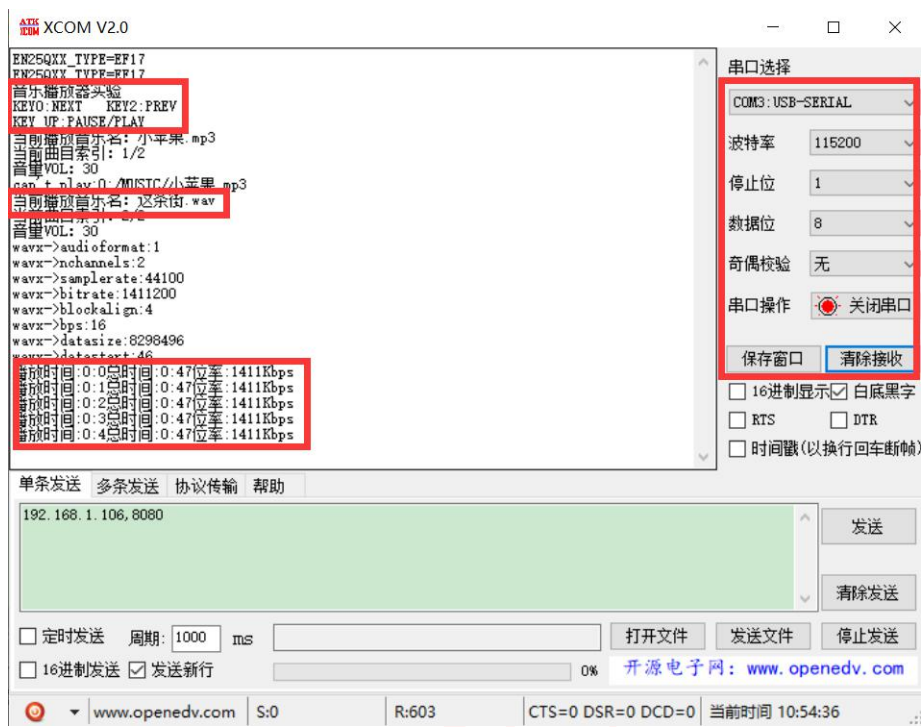 ATK
XCOM XCOM V2.0
EN25QXX_TYPE=EF17
EN25QXX_TYPE=EF17
音乐播放器实验
KEY0:NEXT KEY2:PREV
KEY_UP:PAUSE/PLAY
当前播放音乐名：小苹果.mp3
当前曲目索引：1/2
音量VOL：30
can't play:0:/MUSIC/小苹果.mp3
当前播放音乐名：这条街.wav
当前曲目索引：2/2
音量VOL：30
wavx->audioformat:1
wavx->nchannels:2
wavx->samplerate:44100
wavx->bitrate:1411200
wavx->blockalign:4
wavx->bps:16
wavx->datasize:8298496
wavx->datastart:46
播放时间:0:0总时间:0:47位率:1411Kbps
播放时间:0:1总时间:0:47位率:1411Kbps
播放时间:0:2总时间:0:47位率:1411Kbps
播放时间:0:3总时间:0:47位率:1411Kbps
播放时间:0:4总时间:0:47位率:1411Kbps
串口选择
COM3:USB-SERIAL
波特率 115200
停止位 1
数据位 8
奇偶校验 无
串口操作 关闭串口
保存窗口 清除接收
16进制显示 白底黑字
RTS DTR
时间戳(以换行回车断帧)
单条发送 多条发送 协议传输 帮助
192.168.1.106,8080
发送
清除发送
定时发送 周期: 1000 ms 打开文件 发送文件 停止发送
16进制发送 发送新行 0% 开源电子网：www.openedv.com
www.openedv.com S:0 R:603 CTS=0 DSR=0 DCD=0 当前时间 10:54:36